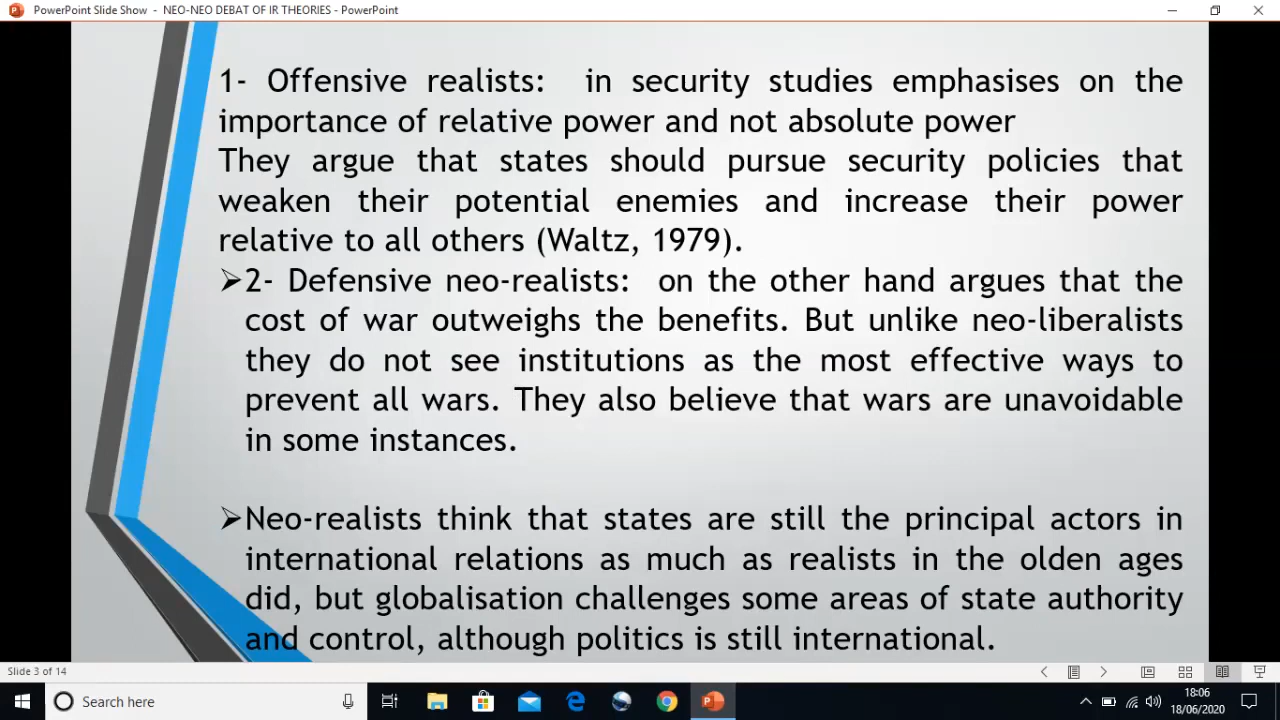 PowerPoint Slide Show - NEO-NEO DEBAT OF IR THEORIES - PowerPoint
1- Offensive realists: in security studies emphasises on the
importance of relative power and not absolute power
They argue that states should pursue security policies that
weaken their potential enemies and increase their power
relative to all others (Waltz, 1979).
➢2- Defensive neo-realists: on the other hand argues that the
cost of war outweighs the benefits. But unlike neo-liberalists
they do not see institutions as the most effective ways to
prevent all wars. They also believe that wars are unavoidable
in some instances.
➢Neo-realists think that states are still the principal actors in
international relations as much as realists in the olden ages
did, but globalisation challenges some areas of state authority
and control, although politics is still international.
Slide 3 of 14
Search here
18:06
18/06/2020